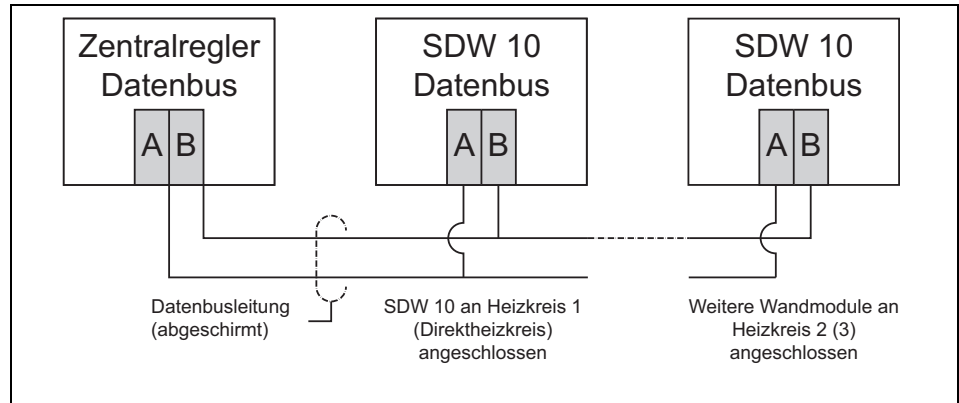 Zentralregler
Datenbus
A B
SDW 10
Datenbus
A B
SDW 10
Datenbus
A B
Datenbusleitung
(abgeschirmt)
SDW 10 an Heizkreis 1
(Direktheizkreis)
angeschlossen
Weitere Wandmodule an
Heizkreis 2 (3)
angeschlossen